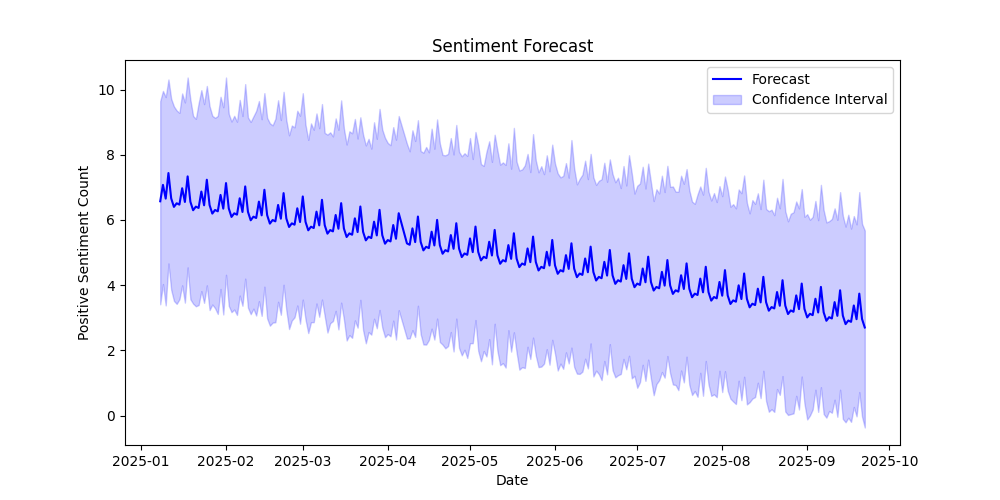 Sentiment Forecast
Forecast
Confidence Interval
Positive Sentiment Count
10
8
6
4
2
0
2025-01 2025-02 2025-03 2025-04 2025-05 2025-06 2025-07 2025-08 2025-09 2025-10
Date